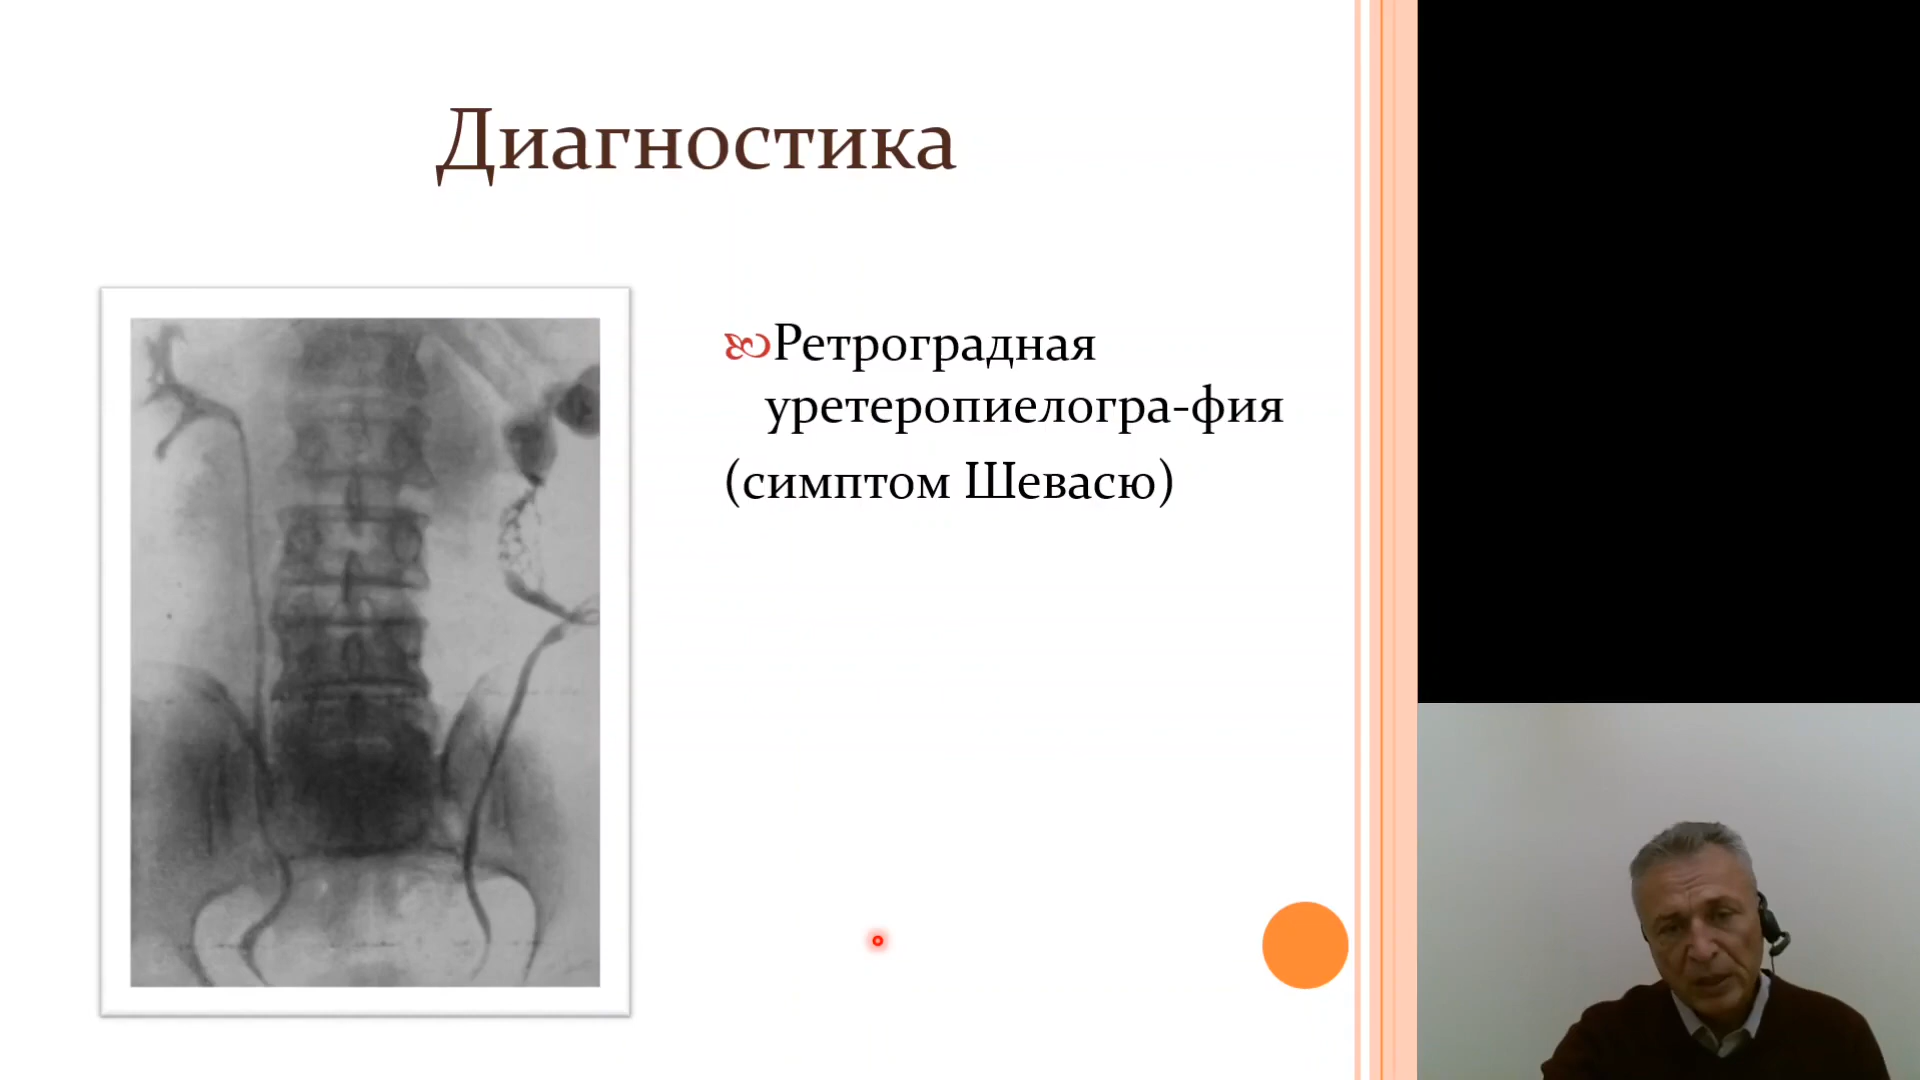 Диагностика
Ретроградная
уретеропиелогра-фия
(симптом Шевасю)